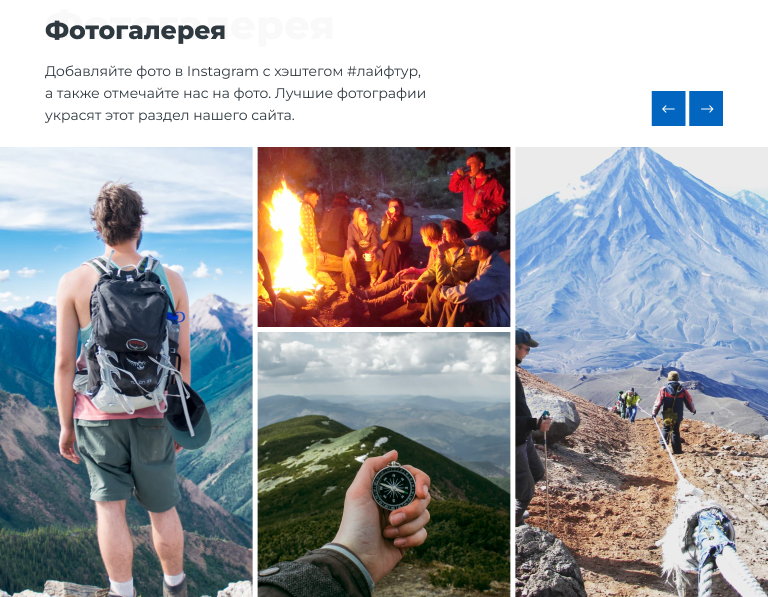 Фотогалерея
Добавляйте фото в Instagram с хэштегом #лайфтур,
а также отмечайте нас на фото. Лучшие фотографии
украсят этот раздел нашего сайта.